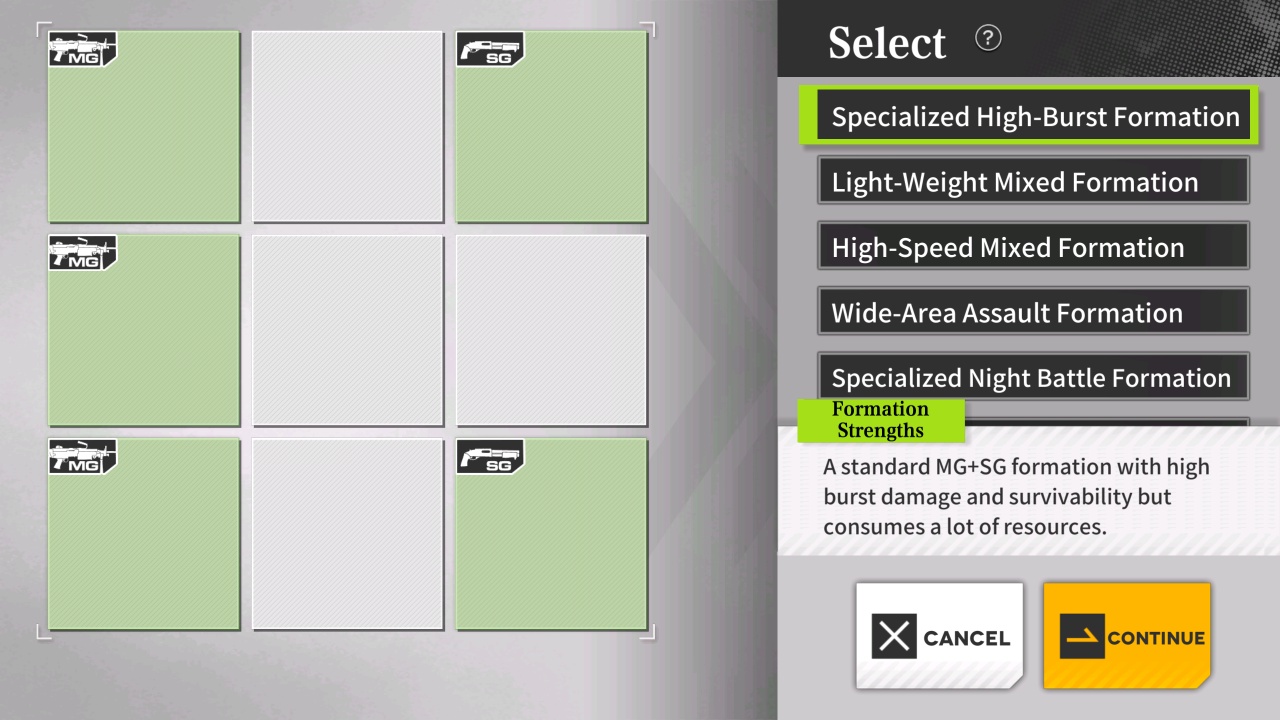 MG
SG
MG
MG
SG
Select
?
Specialized High-Burst Formation
Light-Weight Mixed Formation
High-Speed Mixed Formation
Wide-Area Assault Formation
Specialized Night Battle Formation
Formation
Strengths
A standard MG+SG formation with high
burst damage and survivability but
consumes a lot of resources.
CANCEL
CONTINUE